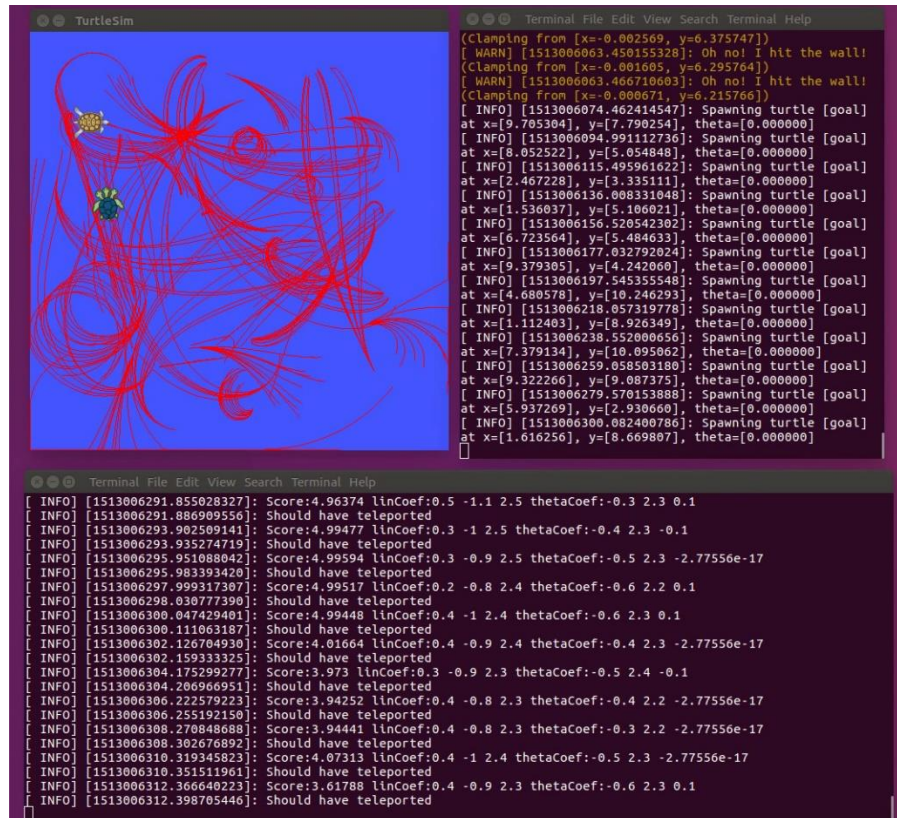 TurtleSim
Terminal File Edit View Search Terminal Help
(Clamping from [x=-0.002569, y=6.375747])
[ WARN] [1513006063.450155328]: Oh no! I hit the wall!
(Clamping from [x=-0.001605, y=6.295764])
[ WARN] [1513006063.466710603]: Oh no! I hit the wall!
(Clamping from [x=-0.000671, y=6.215766])
[ INFO] [1513006074.462414547]: Spawning turtle [goal]
at x=[9.705304], y=[7.790254], theta=[0.000000]
[ INFO] [1513006094.991112736]: Spawning turtle [goal]
at x=[8.052522], y=[5.054848], theta=[0.000000]
[ INFO] [1513006115.495961622]: Spawning turtle [goal]
at x=[2.467228], y=[3.335111], theta=[0.000000]
[ INFO] [1513006136.008331048]: Spawning turtle [goal]
at x=[1.536037], y=[5.106021], theta=[0.000000]
[ INFO] [1513006156.520542302]: Spawning turtle [goal]
at x=[6.723564], y=[5.484633], theta=[0.000000]
[ INFO] [1513006177.032792024]: Spawning turtle [goal]
at x=[9.379305], y=[4.242060], theta=[0.000000]
[ INFO] [1513006197.545355548]: Spawning turtle [goal]
at x=[4.680578], y=[10.246293], theta=[0.000000]
[ INFO] [1513006218.057319778]: Spawning turtle [goal]
at x=[1.112403], y=[8.926349], theta=[0.000000]
[ INFO] [1513006238.552000656]: Spawning turtle [goal]
at x=[7.379134], y=[10.095062], theta=[0.000000]
[ INFO] [1513006259.058503180]: Spawning turtle [goal]
at x=[9.322266], y=[9.087375], theta=[0.000000]
[ INFO] [1513006279.570153888]: Spawning turtle [goal]
at x=[5.937269], y=[2.930660], theta=[0.000000]
[ INFO] [1513006300.082400786]: Spawning turtle [goal]
at x=[1.616256], y=[8.669807], theta=[0.000000]
Terminal File Edit View Search Terminal Help
[ INFO] [1513006291.855028327]: Score:4.96374 linCoef:0.5 -1.1 2.5 thetaCoef:-0.3 2.3 0.1
[ INFO] [1513006291.886909556]: Should have teleported
[ INFO] [1513006293.902509141]: Score:4.99477 linCoef:0.3 -1 2.5 thetaCoef:-0.4 2.3 -0.1
[ INFO] [1513006293.935274719]: Should have teleported
[ INFO] [1513006295.951088042]: Score:4.99594 linCoef:0.3 -0.9 2.5 thetaCoef:-0.5 2.3 -2.77556e-17
[ INFO] [1513006295.983393420]: Should have teleported
[ INFO] [1513006297.999317307]: Score:4.99517 linCoef:0.2 -0.8 2.4 thetaCoef:-0.6 2.2 0.1
[ INFO] [1513006298.030777390]: Should have teleported
[ INFO] [1513006300.047429401]: Score:4.99448 linCoef:0.4 -1 2.4 thetaCoef:-0.6 2.3 0.1
[ INFO] [1513006300.111063187]: Should have teleported
[ INFO] [1513006302.126704930]: Score:4.01664 linCoef:0.4 -0.9 2.4 thetaCoef:-0.4 2.3 -2.77556e-17
[ INFO] [1513006302.159333325]: Should have teleported
[ INFO] [1513006304.175299277]: Score:3.973 linCoef:0.3 -0.9 2.3 thetaCoef:-0.5 2.4 -0.1
[ INFO] [1513006304.206966951]: Should have teleported
[ INFO] [1513006306.222579223]: Score:3.94252 linCoef:0.4 -0.8 2.3 thetaCoef:-0.4 2.2 -2.77556e-17
[ INFO] [1513006306.255192150]: Should have teleported
[ INFO] [1513006308.270848688]: Score:3.94441 linCoef:0.4 -0.8 2.3 thetaCoef:-0.3 2.2 -2.77556e-17
[ INFO] [1513006308.302676892]: Should have teleported
[ INFO] [1513006310.319345823]: Score:4.07313 linCoef:0.4 -1 2.4 thetaCoef:-0.5 2.3 -2.77556e-17
[ INFO] [1513006310.351511961]: Should have teleported
[ INFO] [1513006312.366640223]: Score:3.61788 linCoef:0.4 -0.9 2.3 thetaCoef:-0.6 2.3 0.1
[ INFO] [1513006312.398705446]: Should have teleported